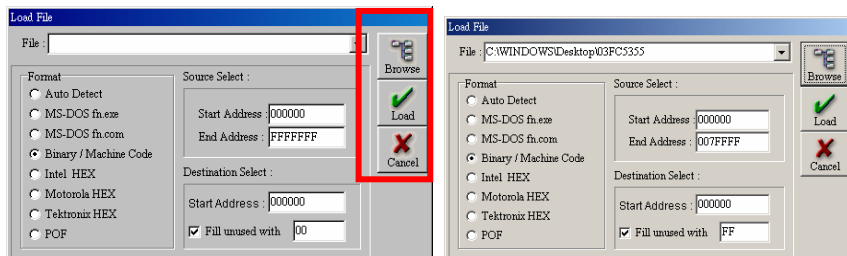 Load File
File :
Browse
Load
Cancel
Format
Auto Detect
MS-DOS fn.exe
MS-DOS fn.com
Binary / Machine Code
Intel HEX
Motorola HEX
Tektronix HEX
POF
Source Select :
Start Address : 000000
End Address : FFFFFFF
Destination Select :
Start Address : 000000
Fill unused with 00
Load File
File : C:\WINDOWS\Desktop\03FC5355
Browse
Load
Cancel
Format
Auto Detect
MS-DOS fn.exe
MS-DOS fn.com
Binary / Machine Code
Intel HEX
Motorola HEX
Tektronix HEX
POF
Source Select :
Start Address : 000000
End Address : 007FFF
Destination Select :
Start Address : 000000
Fill unused with FF